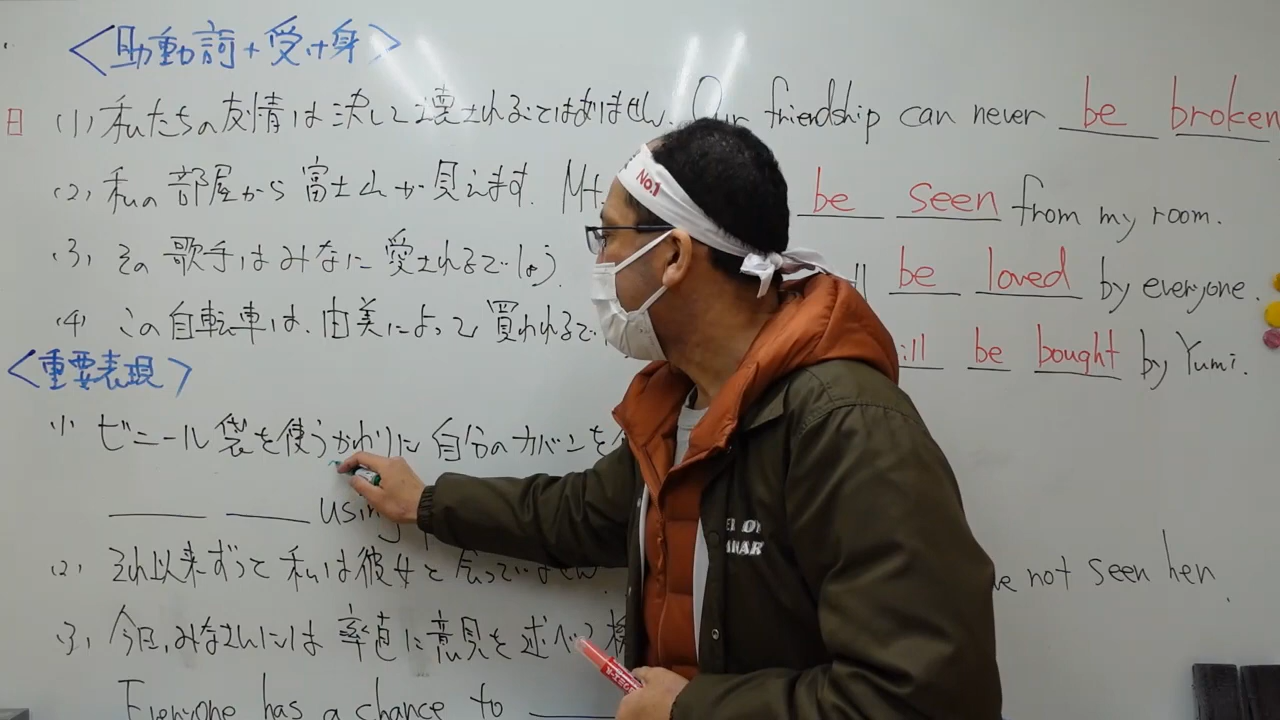 <助動詞+受け身>
日 (1) 私たちの友情は決して壊されることはありません. Our friendship can never be broken
(2) 私の部屋から富士山が見えます. Mt. be seen from my room.
(3) その歌手はみなに愛されるでしょう be loved by everyone.
(4) この自転車は、由美によって買われるで be bought by Yumi.
<重要表現>
(1) ビニール袋を使うかわりに自分のカバンを
using
(2) それ以来ずっと私は彼女と会っていません not seen her.
(3) 今日、みなさんには率直に意見を述べる
Everyone has a chance to
No.1